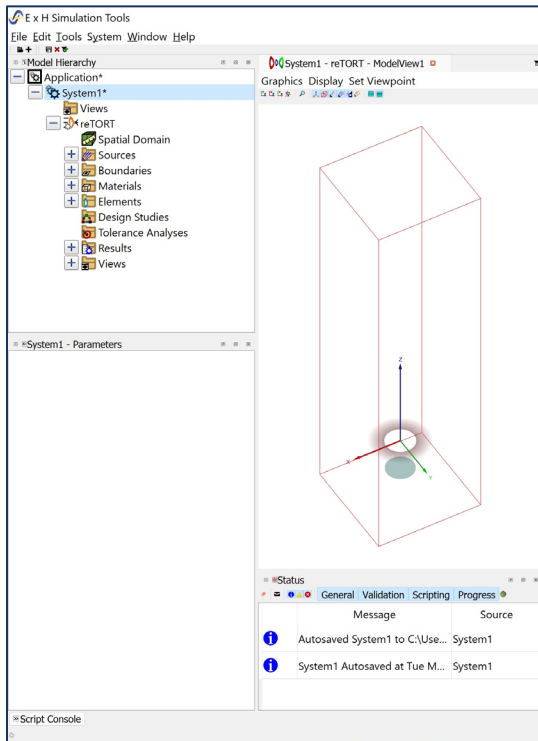 E x H Simulation Tools
File Edit Tools System Window Help
Model Hierarchy
Application*
System1*
Views
reTORT
Spatial Domain
Sources
Boundaries
Materials
Elements
Design Studies
Tolerance Analyses
Results
Views
System1 - Parameters
System1 - reTORT - ModelView1
Graphics Display Set Viewpoint
Z
X
Y
Status
General Validation Scripting Progress
Message Source
Autosaved System1 to C:\Use... System1
System1 Autosaved at Tue M... System1
Script Console